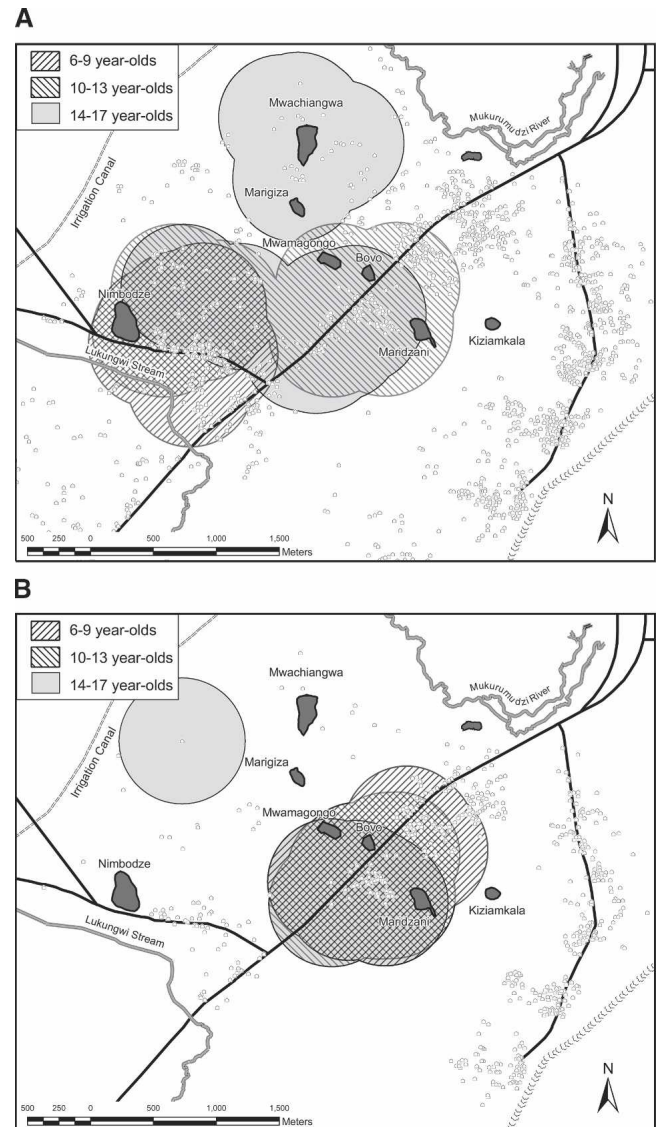 A
6-9 year-olds
10-13 year-olds
14-17 year-olds
Mwachiangwa
Mukurumudzi River
Irrigation Canal
Marigiza
Mwamagongo
Bovo
Nimbodze
Maridzani
Kiziamkala
Lukungwi Stream
N
500 250 0 500 1,000 1,500
Meters
B
6-9 year-olds
10-13 year-olds
14-17 year-olds
Mwachiangwa
Mukurumudzi River
Irrigation Canal
Marigiza
Mwamagongo
Bovo
Nimbodze
Maridzani
Kiziamkala
Lukungwi Stream
N
500 250 0 500 1,000 1,500
Meters